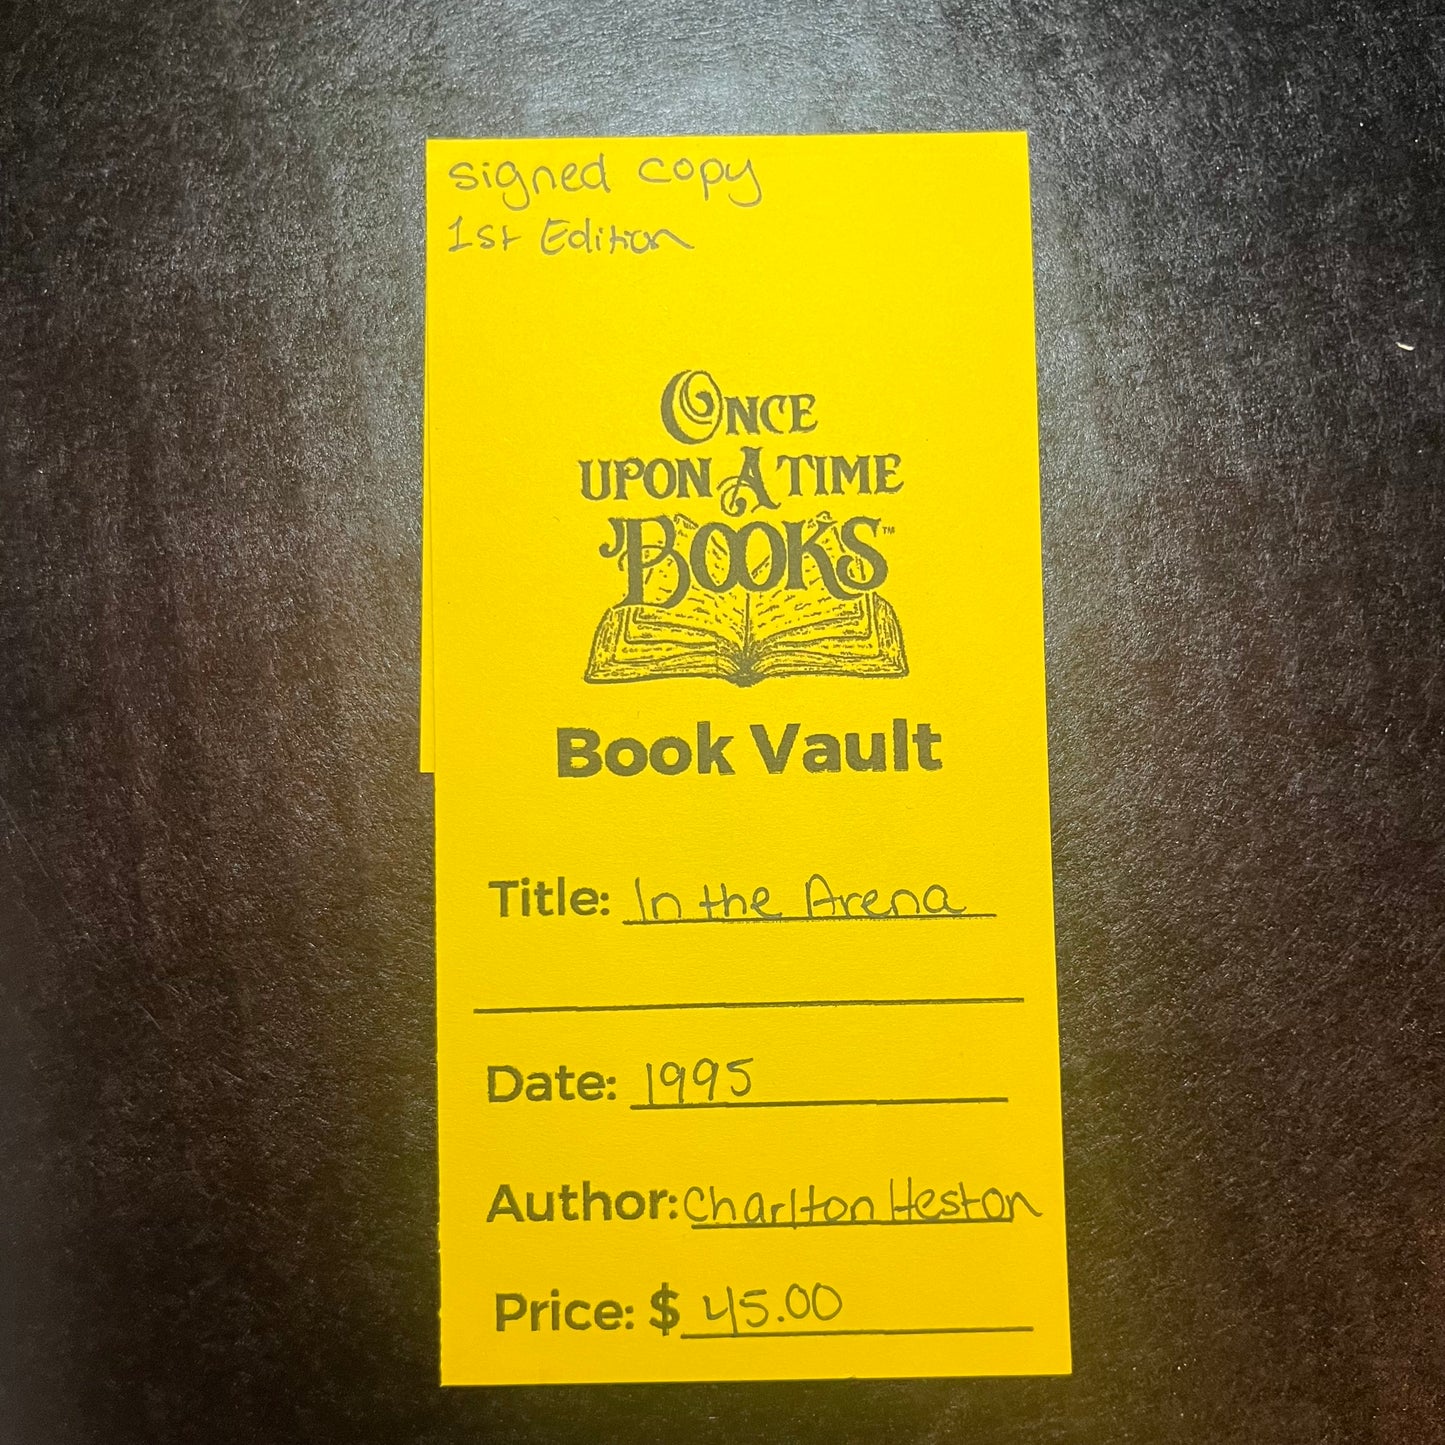 signed copy
1st Edition
ONCE
UPON A TIME
BOOKS™
Book Vault
Title: In the Arena
Date: 1995
Author: Charlton Heston
Price: $ 45.00